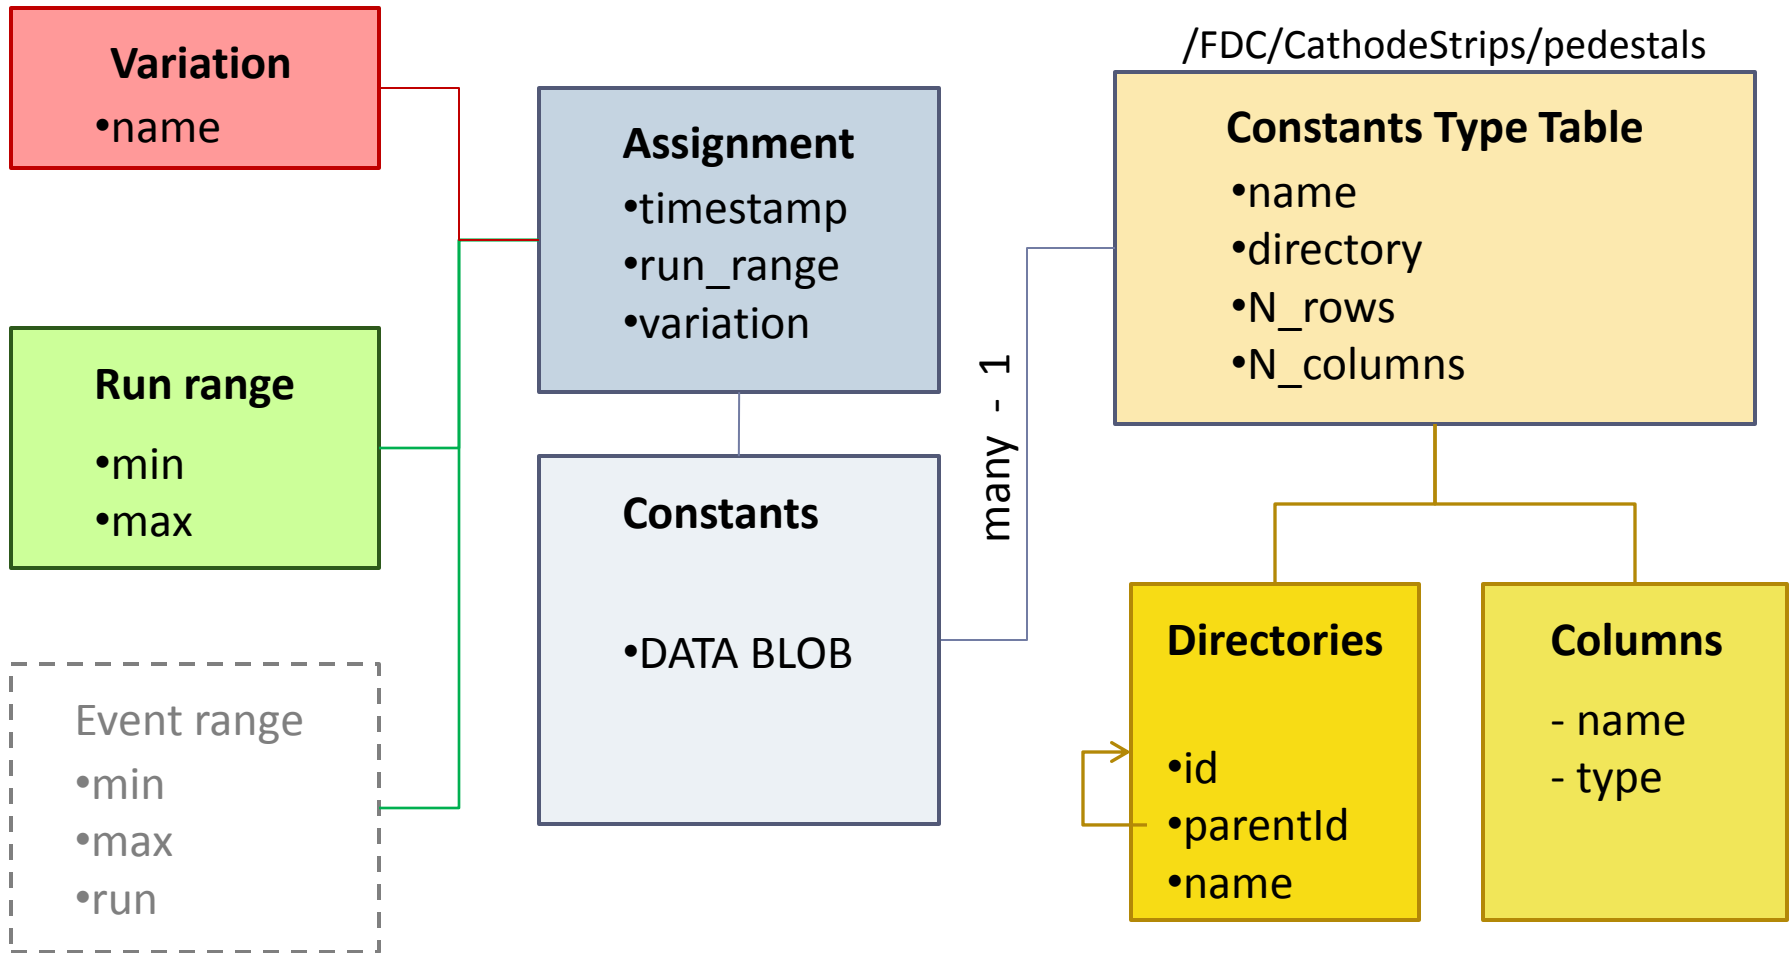 Variation
•name
Run range
•min
•max
Event range
•min
•max
•run
Assignment
•timestamp
•run_range
•variation
Constants
•DATA BLOB
many - 1
/FDC/CathodeStrips/pedestals
Constants Type Table
•name
•directory
•N_rows
•N_columns
Directories
•id
•parentId
•name
Columns
- name
- type